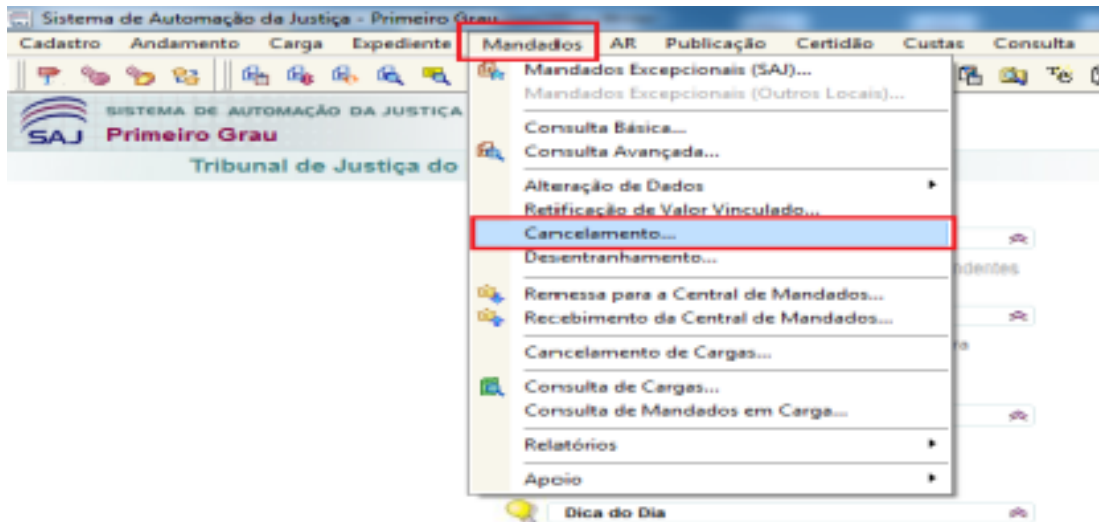 Sistema de Automação da Justiça - Primeiro Grau
Cadastro Andamento Carga Expediente Mandados AR Publicação Certidão Custas Consulta
SISTEMA DE AUTOMAÇÃO DA JUSTIÇA
SAJ Primeiro Grau
Tribunal de Justiça do
Mandados Excepcionais (SAJ)...
Mandados Excepcionais (Outros Locais)...
Consulta Básica...
Consulta Avançada...
Alteração de Dados
Retificação de Valor Vinculado...
Cancelamento...
Desentranhamento...
Remessa para a Central de Mandados...
Recebimento da Central de Mandados...
Cancelamento de Cargas...
Consulta de Cargas...
Consulta de Mandados em Carga...
Relatórios
Apoio
Dica do Dia